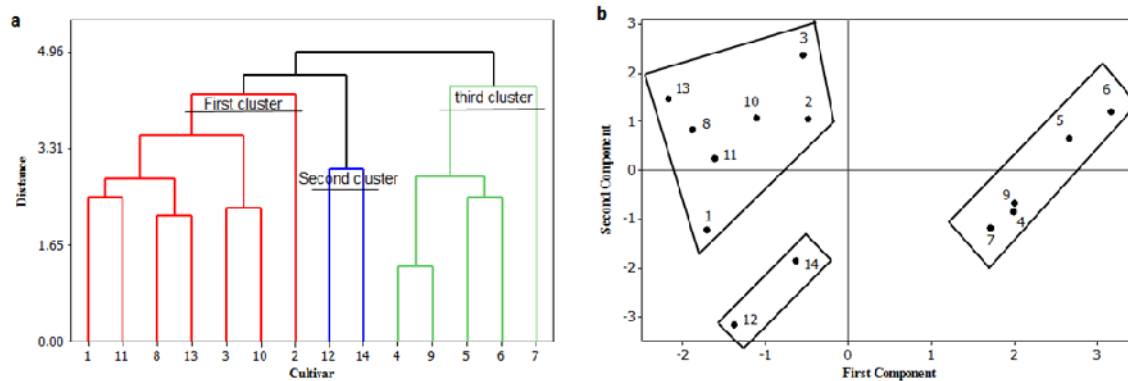 a
4.96
3.31
1.65
0.00
Distance
First cluster
third cluster
Second cluster
1 11 8 13 3 10 2 12 14 4 9 5 6 7
Cultivar
b
3
2
1
0
-1
-2
-3
Second Component
3
13
10
2
8
11
1
14
12
6
5
9
4
7
-2 -1 0 1 2 3
First Component